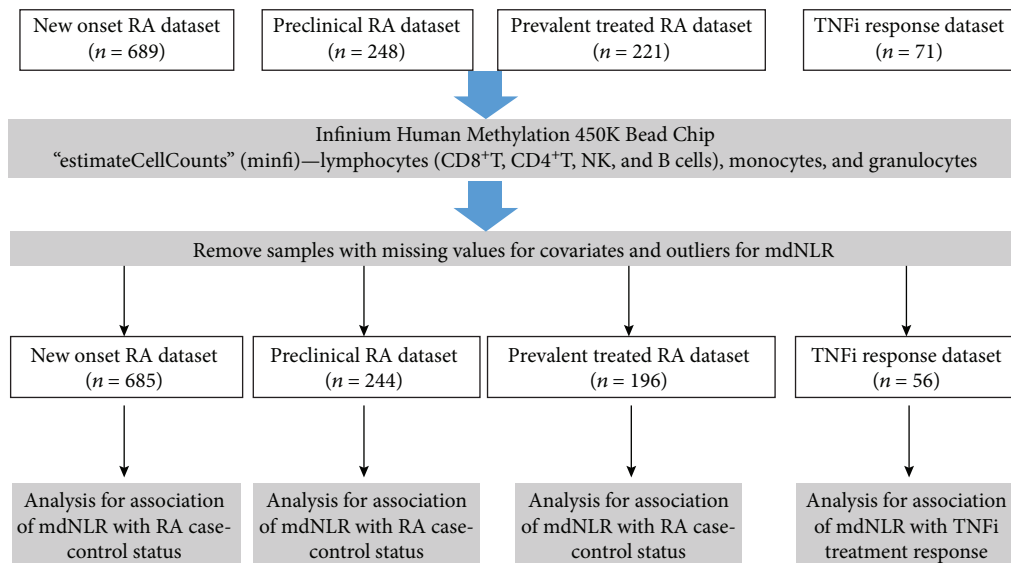 New onset RA dataset
(n = 689)
Preclinical RA dataset
(n = 248)
Prevalent treated RA dataset
(n = 221)
TNFi response dataset
(n = 71)
Infinium Human Methylation 450K Bead Chip
“estimateCellCounts” (minfi)—lymphocytes (CD8⁺T, CD4⁺T, NK, and B cells), monocytes, and granulocytes
Remove samples with missing values for covariates and outliers for mdNLR
New onset RA dataset
(n = 685)
Preclinical RA dataset
(n = 244)
Prevalent treated RA dataset
(n = 196)
TNFi response dataset
(n = 56)
Analysis for association
of mdNLR with RA case-
control status
Analysis for association
of mdNLR with RA case-
control status
Analysis for association
of mdNLR with RA case-
control status
Analysis for association
of mdNLR with TNFi
treatment response